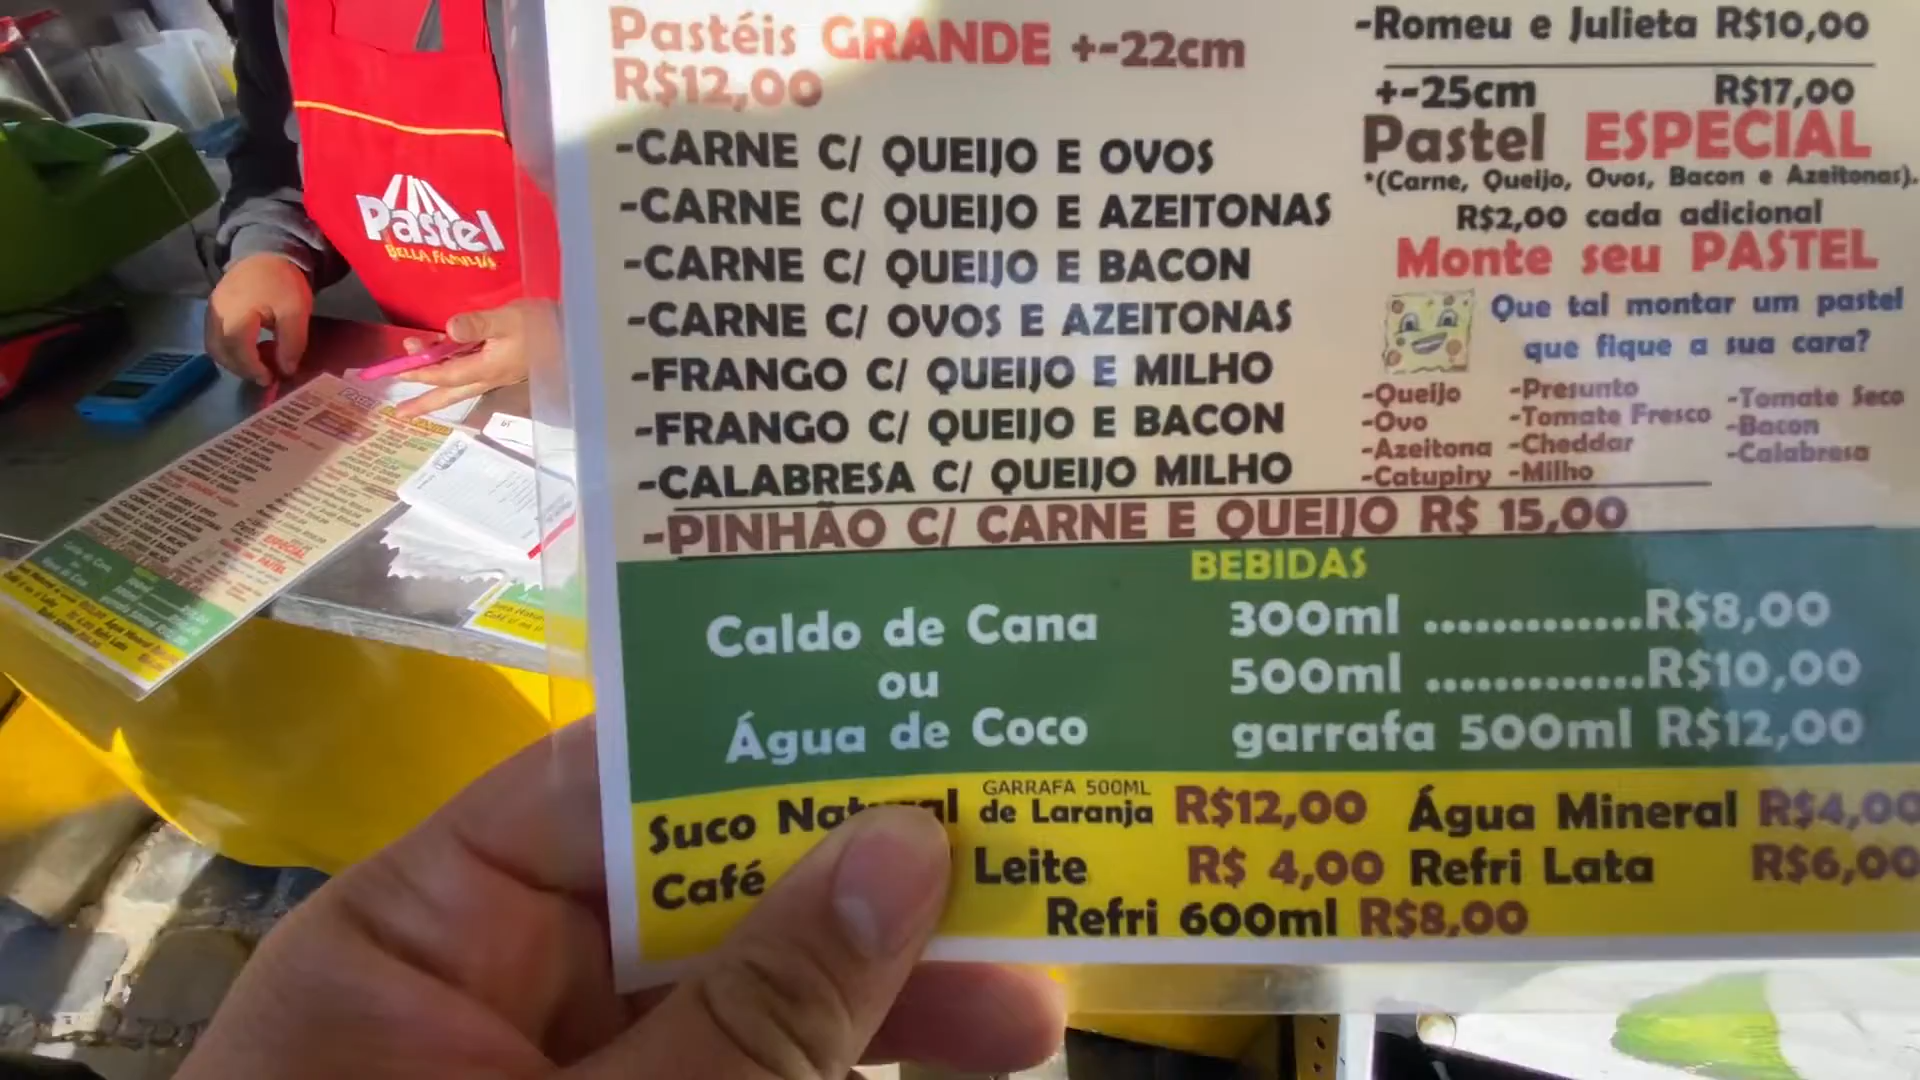 Pastel
BELLA FAMILIA
Pastéis GRANDE +-22cm
R$12,00
-CARNE C/ QUEIJO E OVOS
-CARNE C/ QUEIJO E AZEITONAS
-CARNE C/ QUEIJO E BACON
-CARNE C/ OVOS E AZEITONAS
-FRANGO C/ QUEIJO E MILHO
-FRANGO C/ QUEIJO E BACON
-CALABRESA C/ QUEIJO MILHO
-PINHÃO C/ CARNE E QUEIJO R$ 15,00
-Romeu e Julieta R$10,00
+-25cm R$17,00
Pastel ESPECIAL
*(Carne, Queijo, Ovos, Bacon e Azeitonas).
R$2,00 cada adicional
Monte seu PASTEL
Que tal montar um pastel
que fique a sua cara?
-Queijo -Presunto -Tomate Seco
-Ovo -Tomate Fresco -Bacon
-Azeitona -Cheddar -Calabresa
-Catupiry -Milho
BEBIDAS
Caldo de Cana
ou
Água de Coco
300ml .............R$8,00
500ml .............R$10,00
garrafa 500ml R$12,00
Suco Natural GARRAFA 500ML de Laranja R$12,00 Água Mineral R$4,00
Café Leite R$ 4,00 Refri Lata R$6,00
Refri 600ml R$8,00